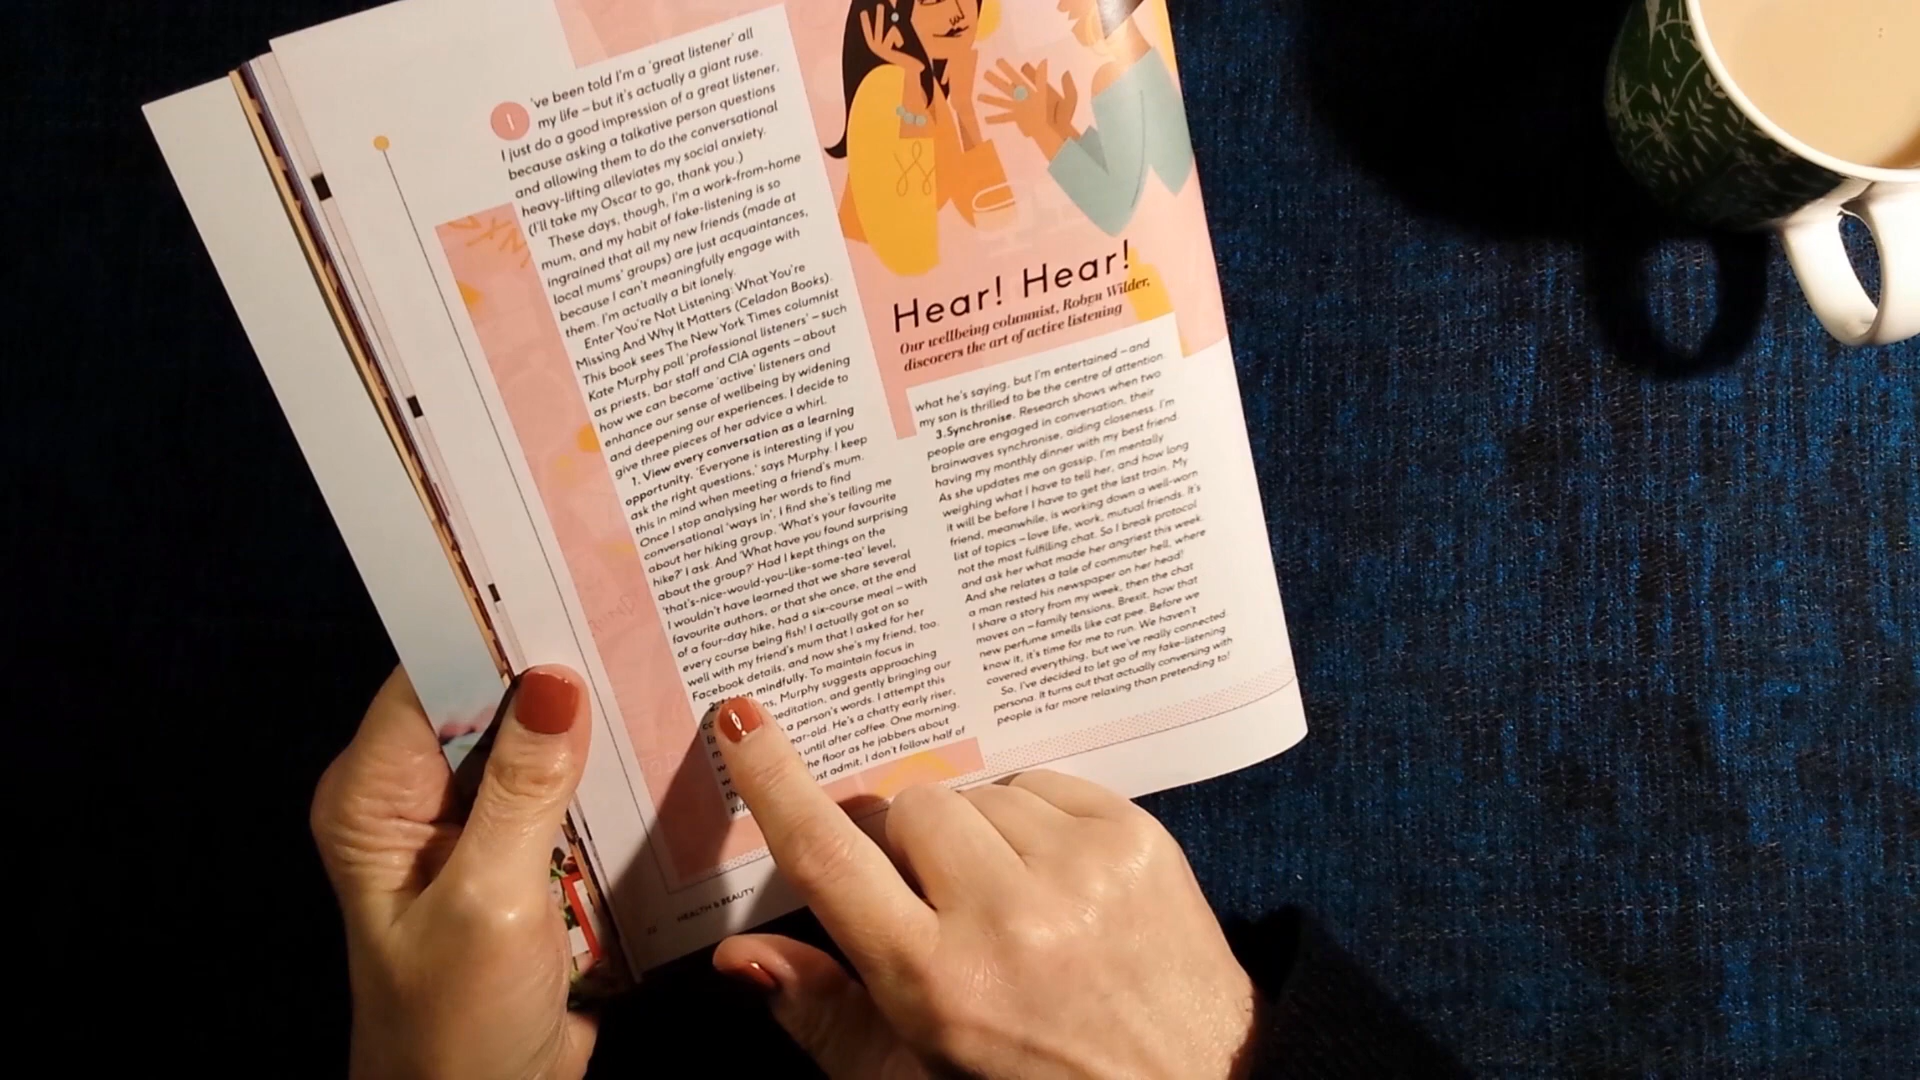 I 've been told I'm a 'great listener' all
my life – but it's actually a giant ruse.
I just do a good impression of a great listener,
because asking a talkative person questions
and allowing them to do the conversational
heavy-lifting alleviates my social anxiety.
(I'll take my Oscar to go, thank you.)
These days, though, I'm a work-from-home
mum, and my habit of fake-listening is so
ingrained that all my new friends (made at
local mums' groups) are just acquaintances,
because I can't meaningfully engage with
them. I'm actually a bit lonely.
Enter You're Not Listening: What You're
Missing And Why It Matters (Celadon Books).
This book sees The New York Times columnist
Kate Murphy poll 'professional listeners' – such
as priests, bar staff and CIA agents – about
how we can become 'active' listeners and
enhance our sense of wellbeing by widening
and deepening our experiences. I decide to
give three pieces of her advice a whirl.
1. View every conversation as a learning
opportunity. 'Everyone is interesting if you
ask the right questions,' says Murphy. I keep
this in mind when meeting a friend's mum.
Once I stop analysing her words to find
conversational 'ways in', I find she's telling me
about her hiking group. 'What's your favourite
hike?' I ask. And 'What have you found surprising
about the group?' Had I kept things on the
'that's-nice-would-you-like-some-tea' level,
I wouldn't have learned that we share several
favourite authors, or that she once, at the end
of a four-day hike, had a six-course meal – with
every course being fish! I actually got on so
well with my friend's mum that I asked for her
Facebook details, and now she's my friend, too.
mindfully. To maintain focus in
Murphy suggests approaching
meditation, and gently bringing our
a person's words. I attempt this
He's a chatty early riser,
until after coffee. One morning,
floor as he jabbers about
admit, I don't follow half of
Hear! Hear!
Our wellbeing columnist, Robyn Wilder,
discovers the art of active listening
what he's saying, but I'm entertained – and
my son is thrilled to be the centre of attention.
3.Synchronise. Research shows when two
people are engaged in conversation, their
brainwaves synchronise, aiding closeness. I'm
having my monthly dinner with my best friend.
As she updates me on gossip, I'm mentally
weighing what I have to tell her, and how long
it will be before I have to get the last train. My
friend, meanwhile, is working down a well-worn
list of topics – love life, work, mutual friends. It's
not the most fulfilling chat. So I break protocol
and ask her what made her angriest this week.
And she relates a tale of commuter hell, where
a man rested his newspaper on her head!
I share a story from my week, then the chat
moves on – family tensions, Brexit, how that
new perfume smells like cat pee. Before we
know it, it's time for me to run. We haven't
covered everything, but we've really connected.
So, I've decided to let go of my fake-listening
persona. It turns out that actually conversing with
people is far more relaxing than pretending to!
HEALTH & BEAUTY